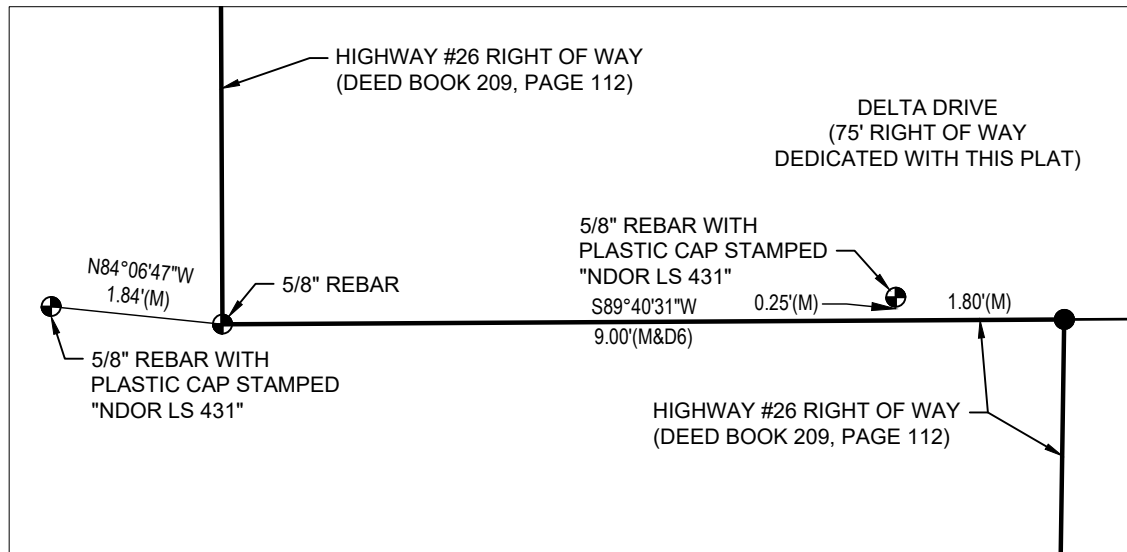 HIGHWAY #26 RIGHT OF WAY
(DEED BOOK 209, PAGE 112)
DELTA DRIVE
(75' RIGHT OF WAY
DEDICATED WITH THIS PLAT)
5/8" REBAR WITH
PLASTIC CAP STAMPED
"NDOR LS 431"
N84°06'47"W
1.84'(M)
5/8" REBAR
S89°40'31"W
9.00'(M&D6)
0.25'(M)
1.80'(M)
5/8" REBAR WITH
PLASTIC CAP STAMPED
"NDOR LS 431"
HIGHWAY #26 RIGHT OF WAY
(DEED BOOK 209, PAGE 112)